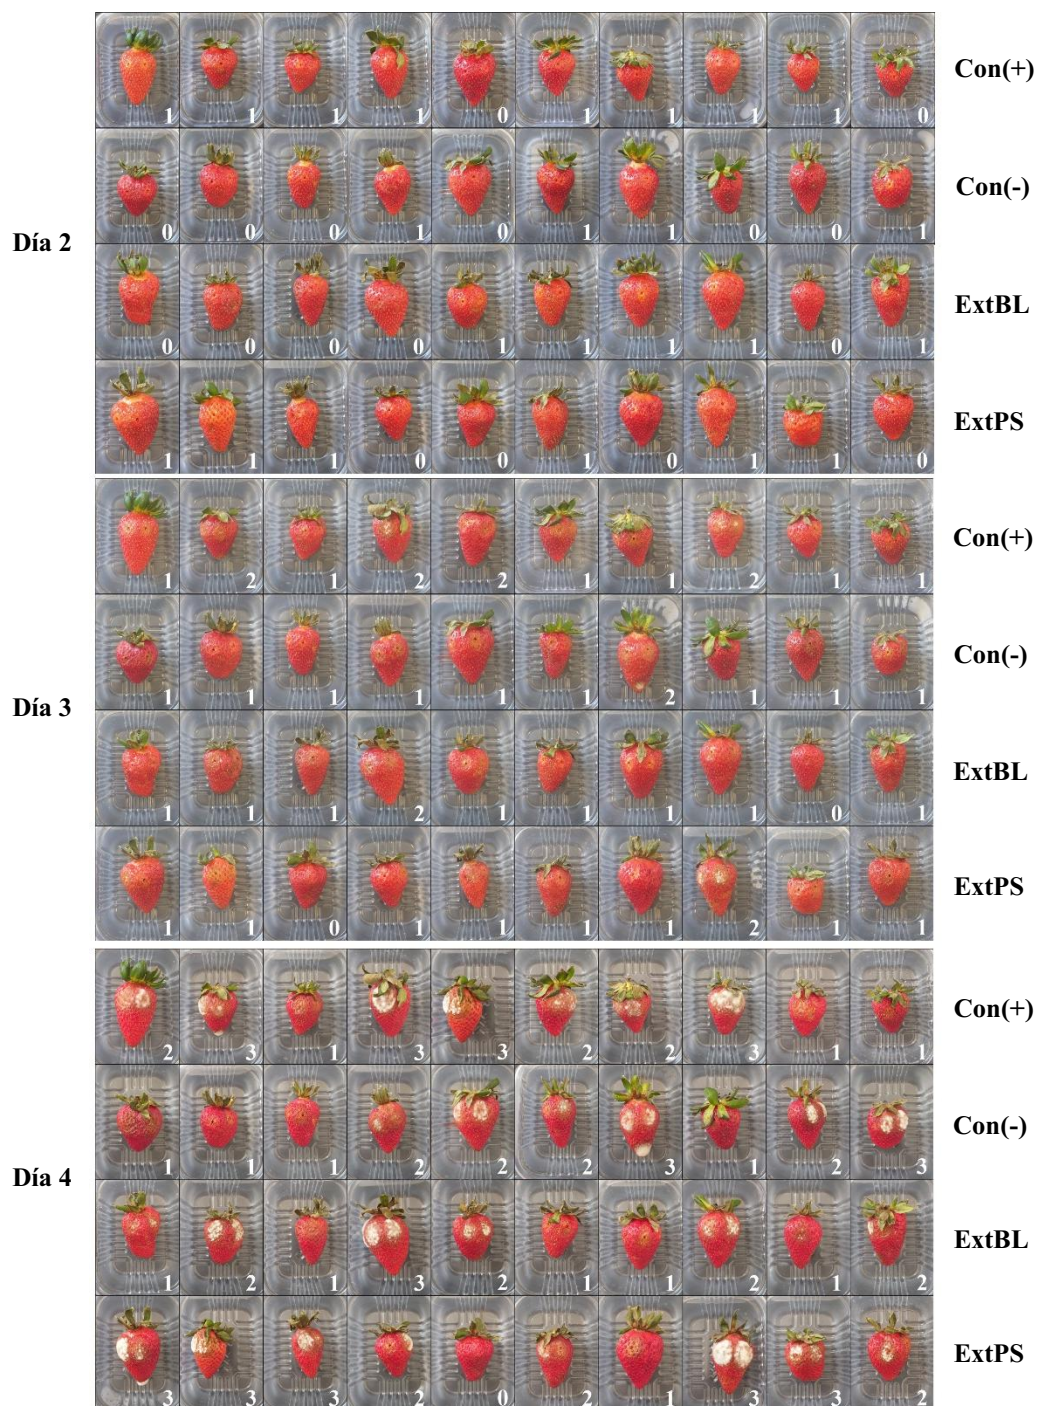 1 1 1 1 0 1 1 1 1 0 Con(+)
0 0 0 1 0 1 1 0 0 1 Con(-)
Día 2
0 0 0 0 1 1 1 1 0 1 ExtBL
1 1 1 0 0 1 0 1 1 0 ExtPS
1 2 1 2 2 1 1 2 1 1 Con(+)
1 1 1 1 1 1 2 1 1 1 Con(-)
Día 3
1 1 1 2 1 1 1 1 0 1 ExtBL
1 1 0 1 1 1 1 2 1 1 ExtPS
2 3 1 3 3 2 2 3 1 1 Con(+)
1 1 1 2 2 2 3 1 2 3 Con(-)
Día 4
1 2 1 3 2 1 1 2 1 2 ExtBL
3 3 3 2 0 2 1 3 3 2 ExtPS